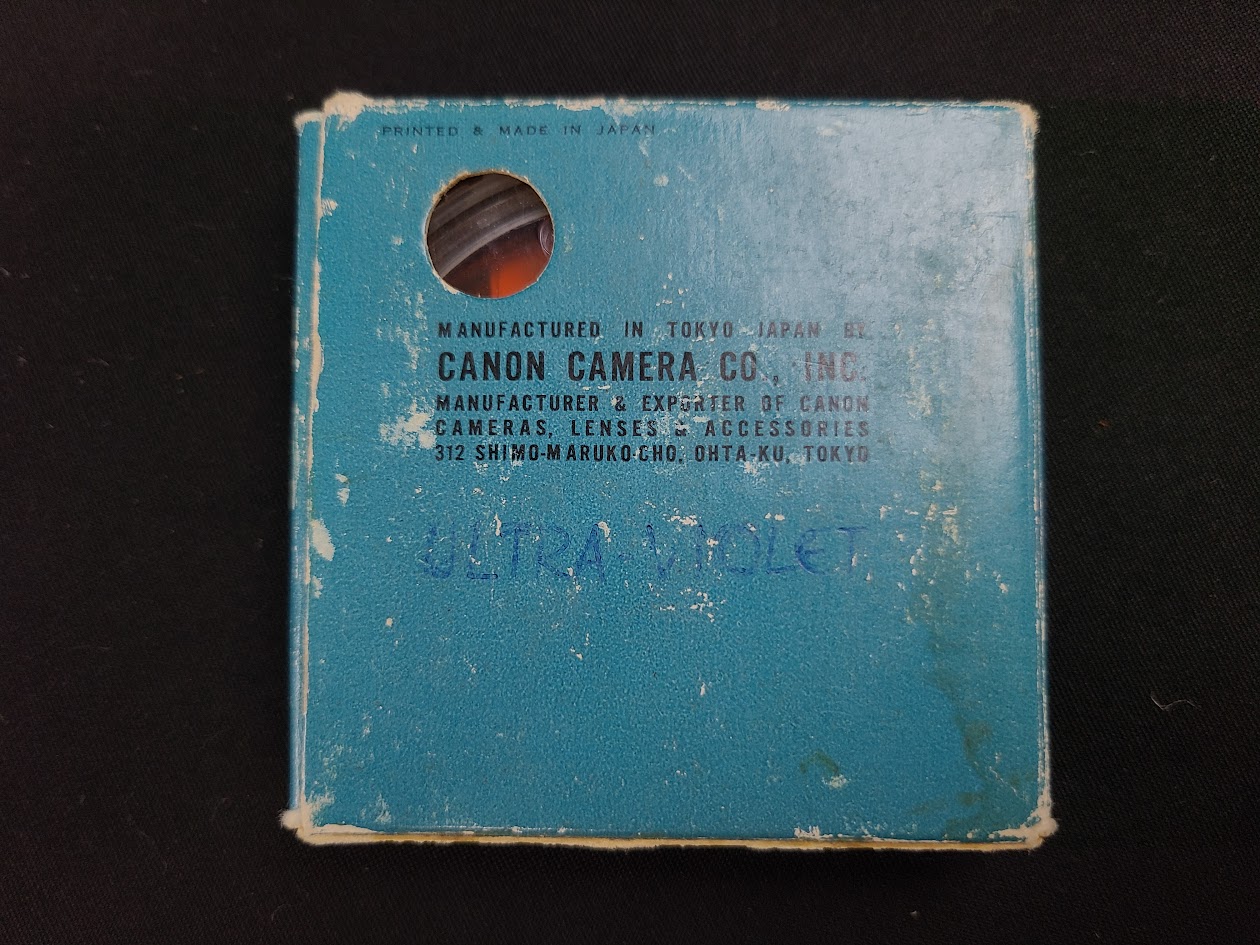 PRINTED & MADE IN JAPAN
MANUFACTURED IN TOKYO JAPAN BY
CANON CAMERA CO., INC.
MANUFACTURER & EXPORTER OF CANON
CAMERAS, LENSES & ACCESSORIES
312 SHIMO-MARUKO-CHO, OHTA-KU, TOKYO
ULTRA-VIOLET